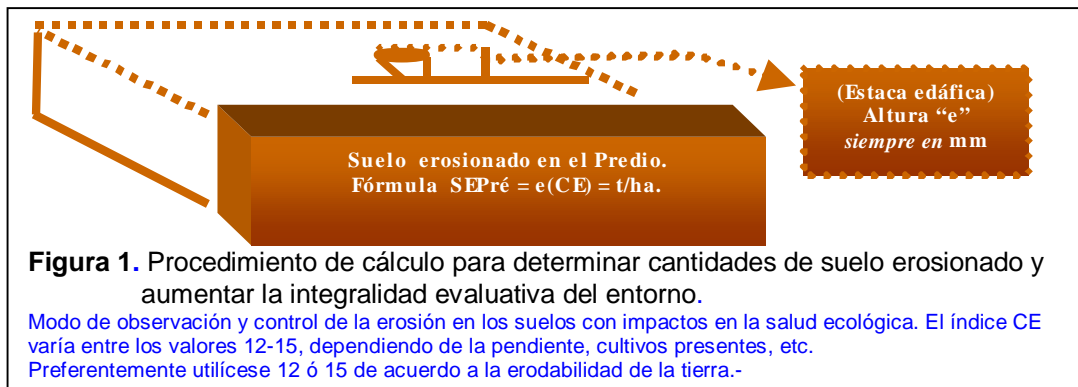 (Estaca edáfica)
Altura “e”
siempre en mm
Suelo erosionado en el Predio.
Fórmula SEPré = e(CE) = t/ha.
Figura 1. Procedimiento de cálculo para determinar cantidades de suelo erosionado y
aumentar la integralidad evaluativa del entorno.
Modo de observación y control de la erosión en los suelos con impactos en la salud ecológica. El índice CE
varía entre los valores 12-15, dependiendo de la pendiente, cultivos presentes, etc.
Preferentemente utilícese 12 ó 15 de acuerdo a la erodabilidad de la tierra.-